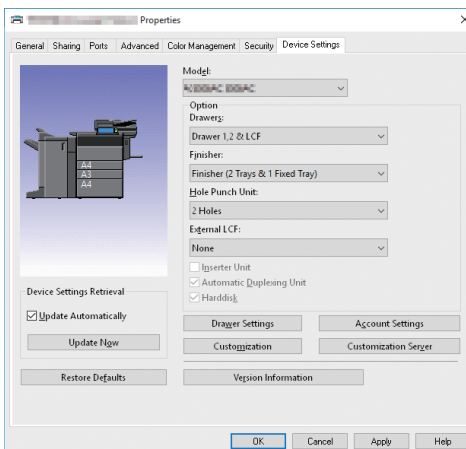 Properties
General Sharing Ports Advanced Color Management Security Device Settings
Model:
Option
Drawers:
Drawer 1,2 & LCF
Finisher:
Finisher (2 Trays & 1 Fixed Tray)
Hole Punch Unit:
2 Holes
External LCF:
None
Inserter Unit
Automatic Duplexing Unit
Harddisk
A4
A3
A4
Device Settings Retrieval
Update Automatically
Update Now
Drawer Settings Account Settings
Customization Customization Server
Restore Defaults Version Information
OK Cancel Apply Help